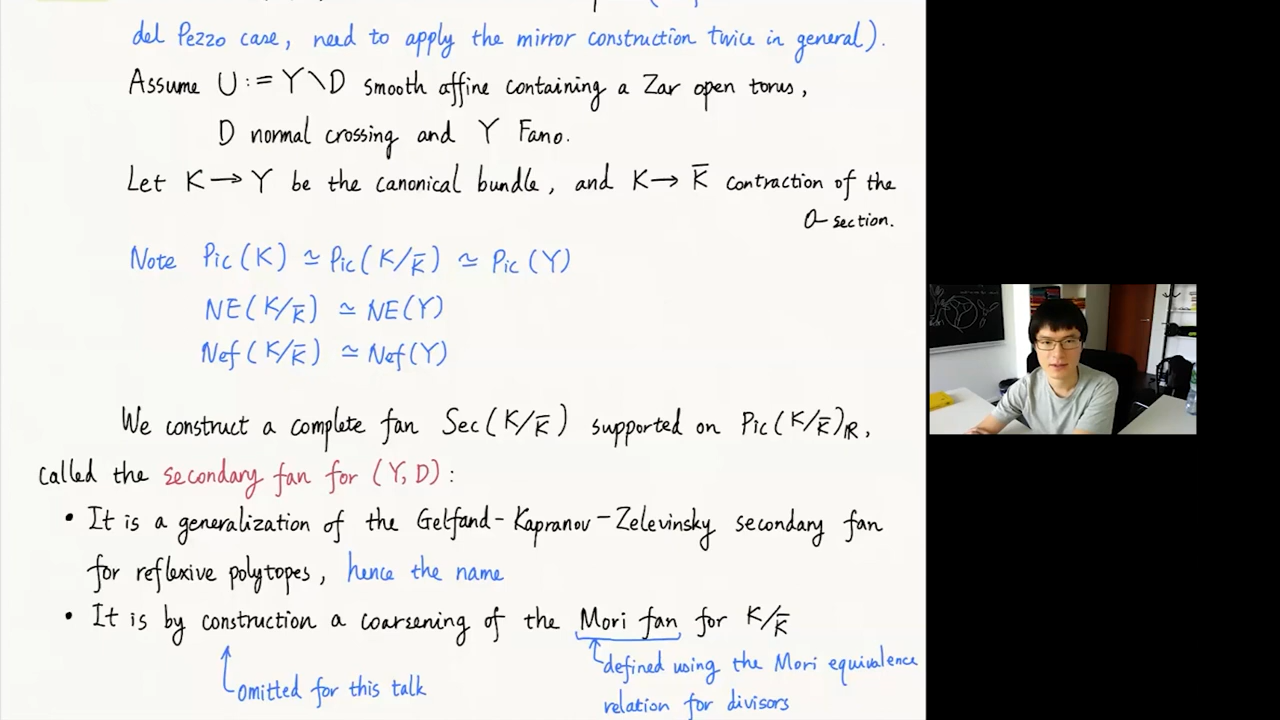 del Pezzo case, need to apply the mirror construction twice in general).
Assume U := Y \ D smooth affine containing a Zar open torus,
D normal crossing and Y Fano.
Let K → Y be the canonical bundle, and K → K̅ contraction of the
0-section.
Note Pic(K) ≃ Pic(K/K̅) ≃ Pic(Y)
NE(K/K̅) ≃ NE(Y)
Nef(K/K̅) ≃ Nef(Y)
We construct a complete fan Sec(K/K̅) supported on Pic(K/K̅)ℝ,
called the secondary fan for (Y, D) :
• It is a generalization of the Gelfand-Kapranov-Zelevinsky secondary fan
for reflexive polytopes, hence the name
• It is by construction a coarsening of the Mori fan for K/K̅
defined using the Mori equivalence
omitted for this talk
relation for divisors